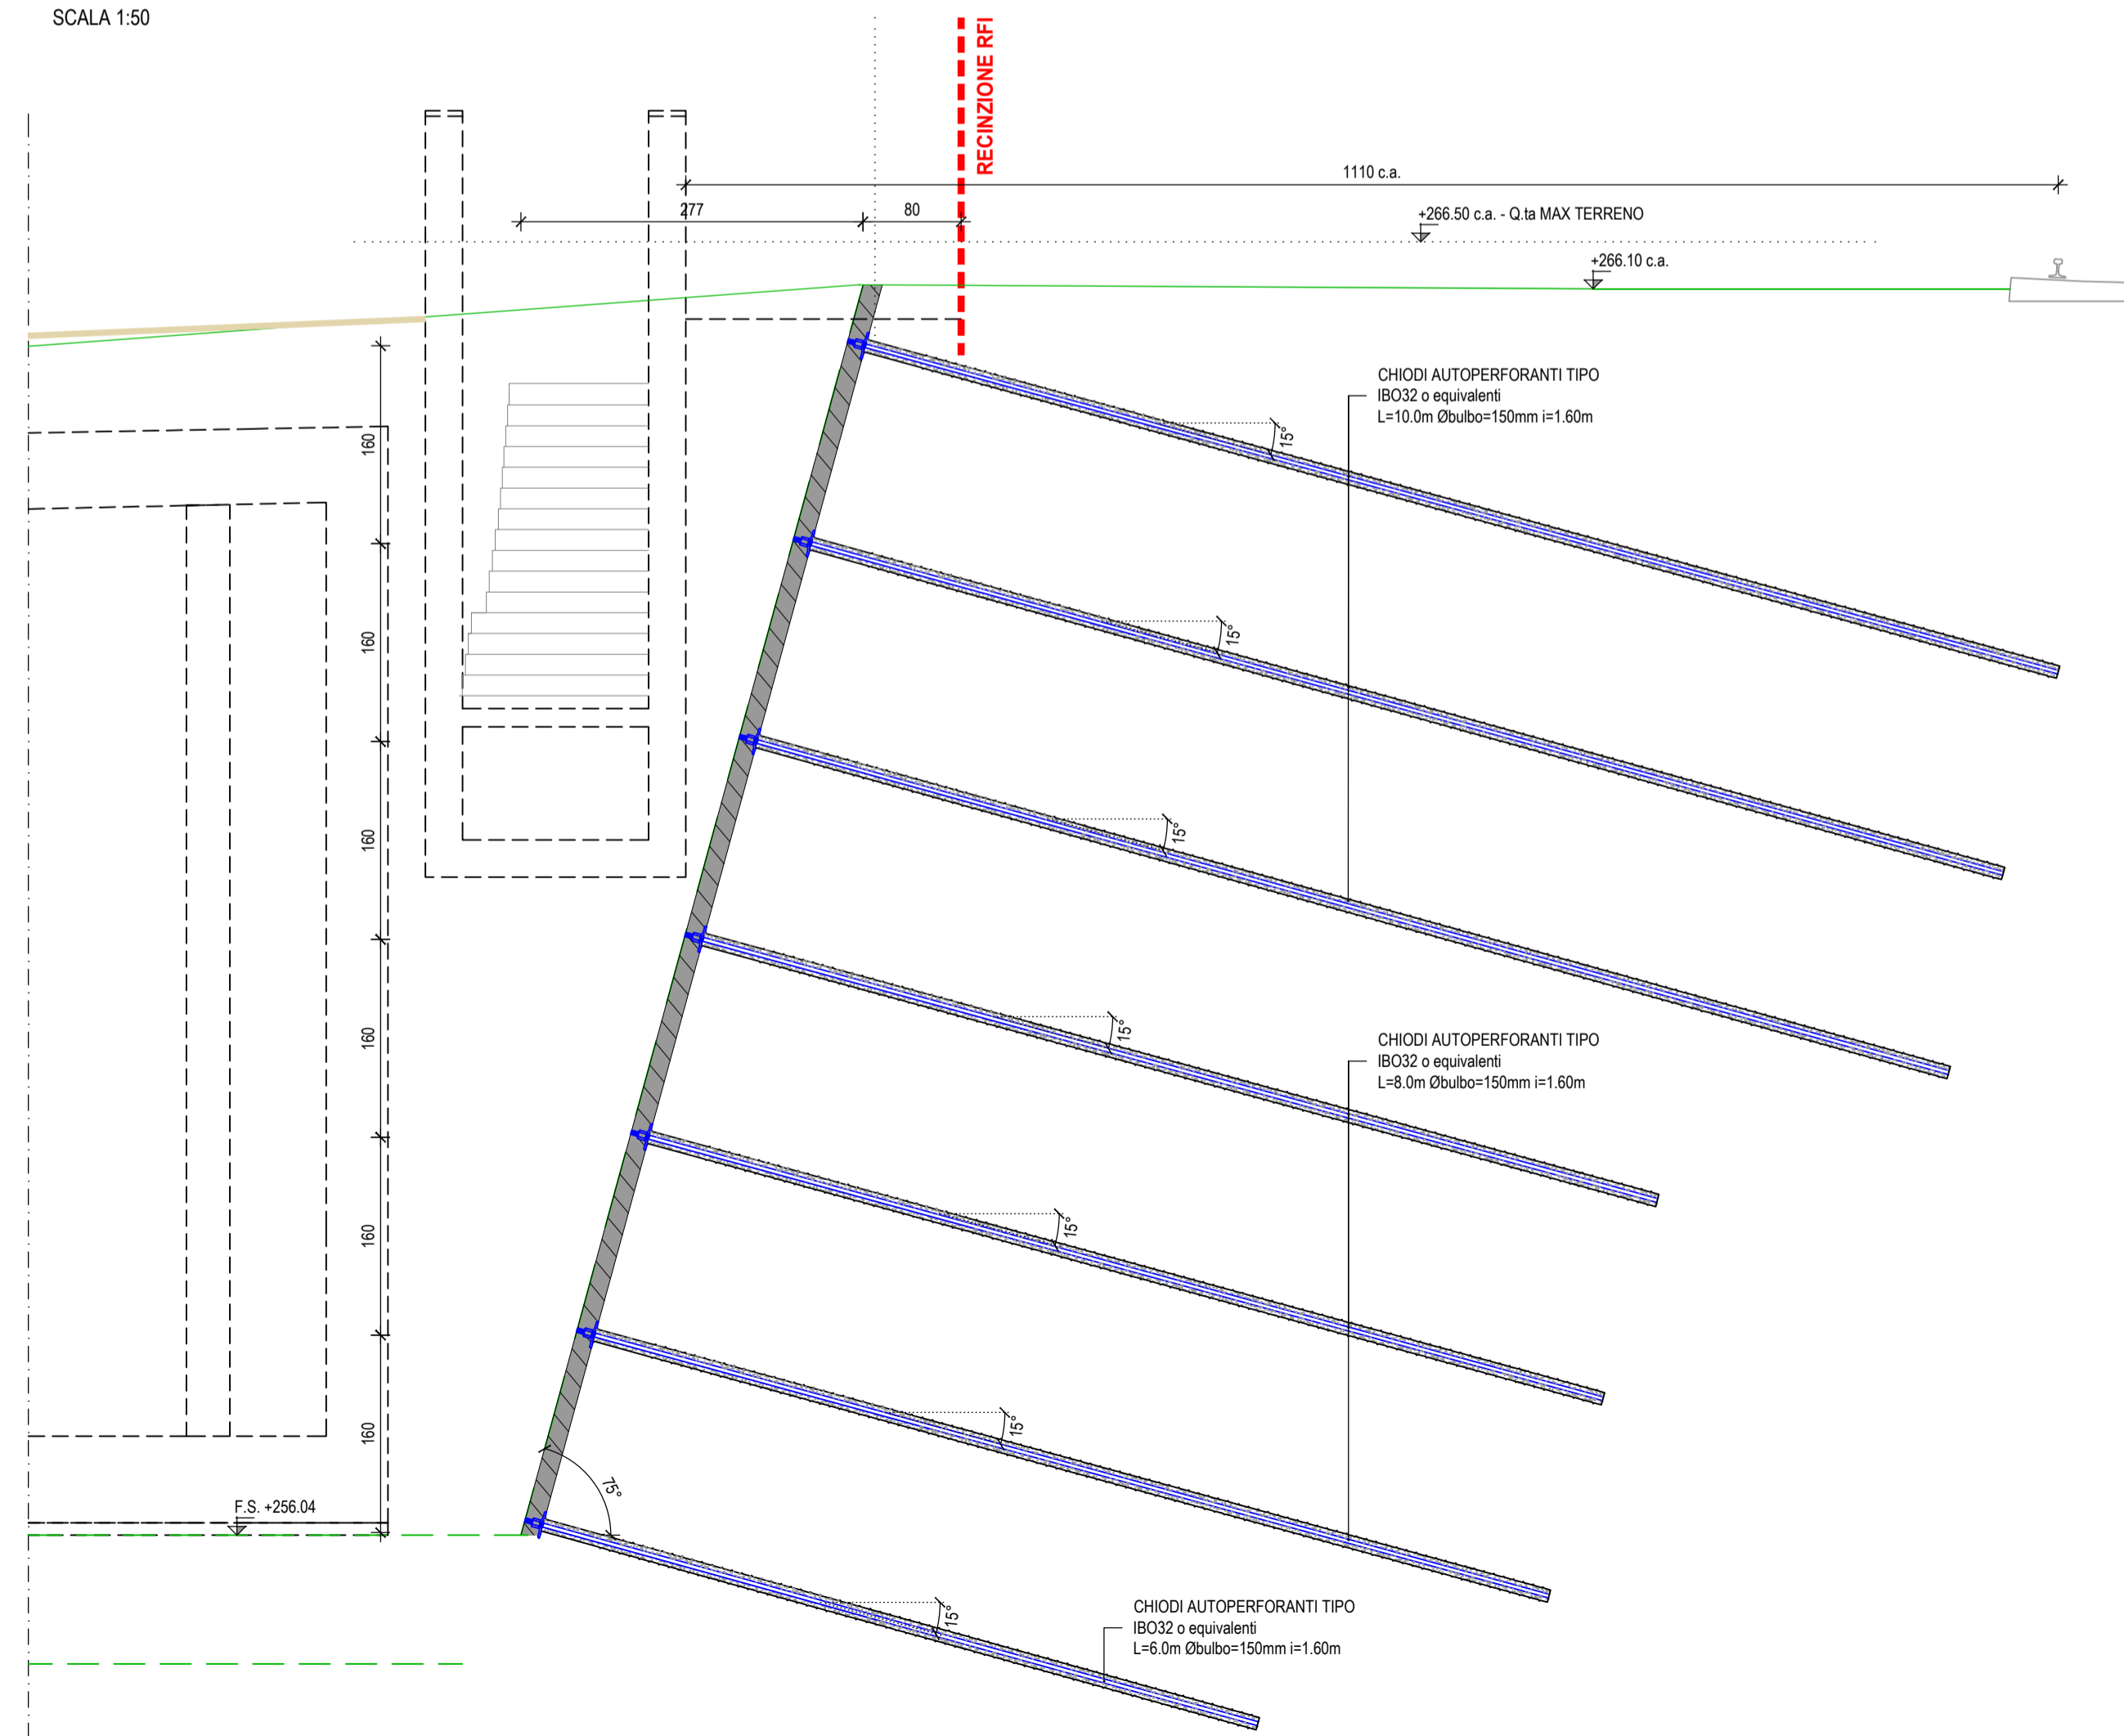 SCALA 1:50
RECINZIONE RFI
1110 c.a.
277
80
+266.50 c.a. - Q.ta MAX TERRENO
+266.10 c.a.
CHIODI AUTOPERFORANTI TIPO
IBO32 o equivalenti
L=10.0m Øbulbo=150mm i=1.60m
15°
160
15°
160
15°
160
15°
160
CHIODI AUTOPERFORANTI TIPO
IBO32 o equivalenti
L=8.0m Øbulbo=150mm i=1.60m
15°
160
15°
160
75°
F.S. +256.04
15°
CHIODI AUTOPERFORANTI TIPO
IBO32 o equivalenti
L=6.0m Øbulbo=150mm i=1.60m